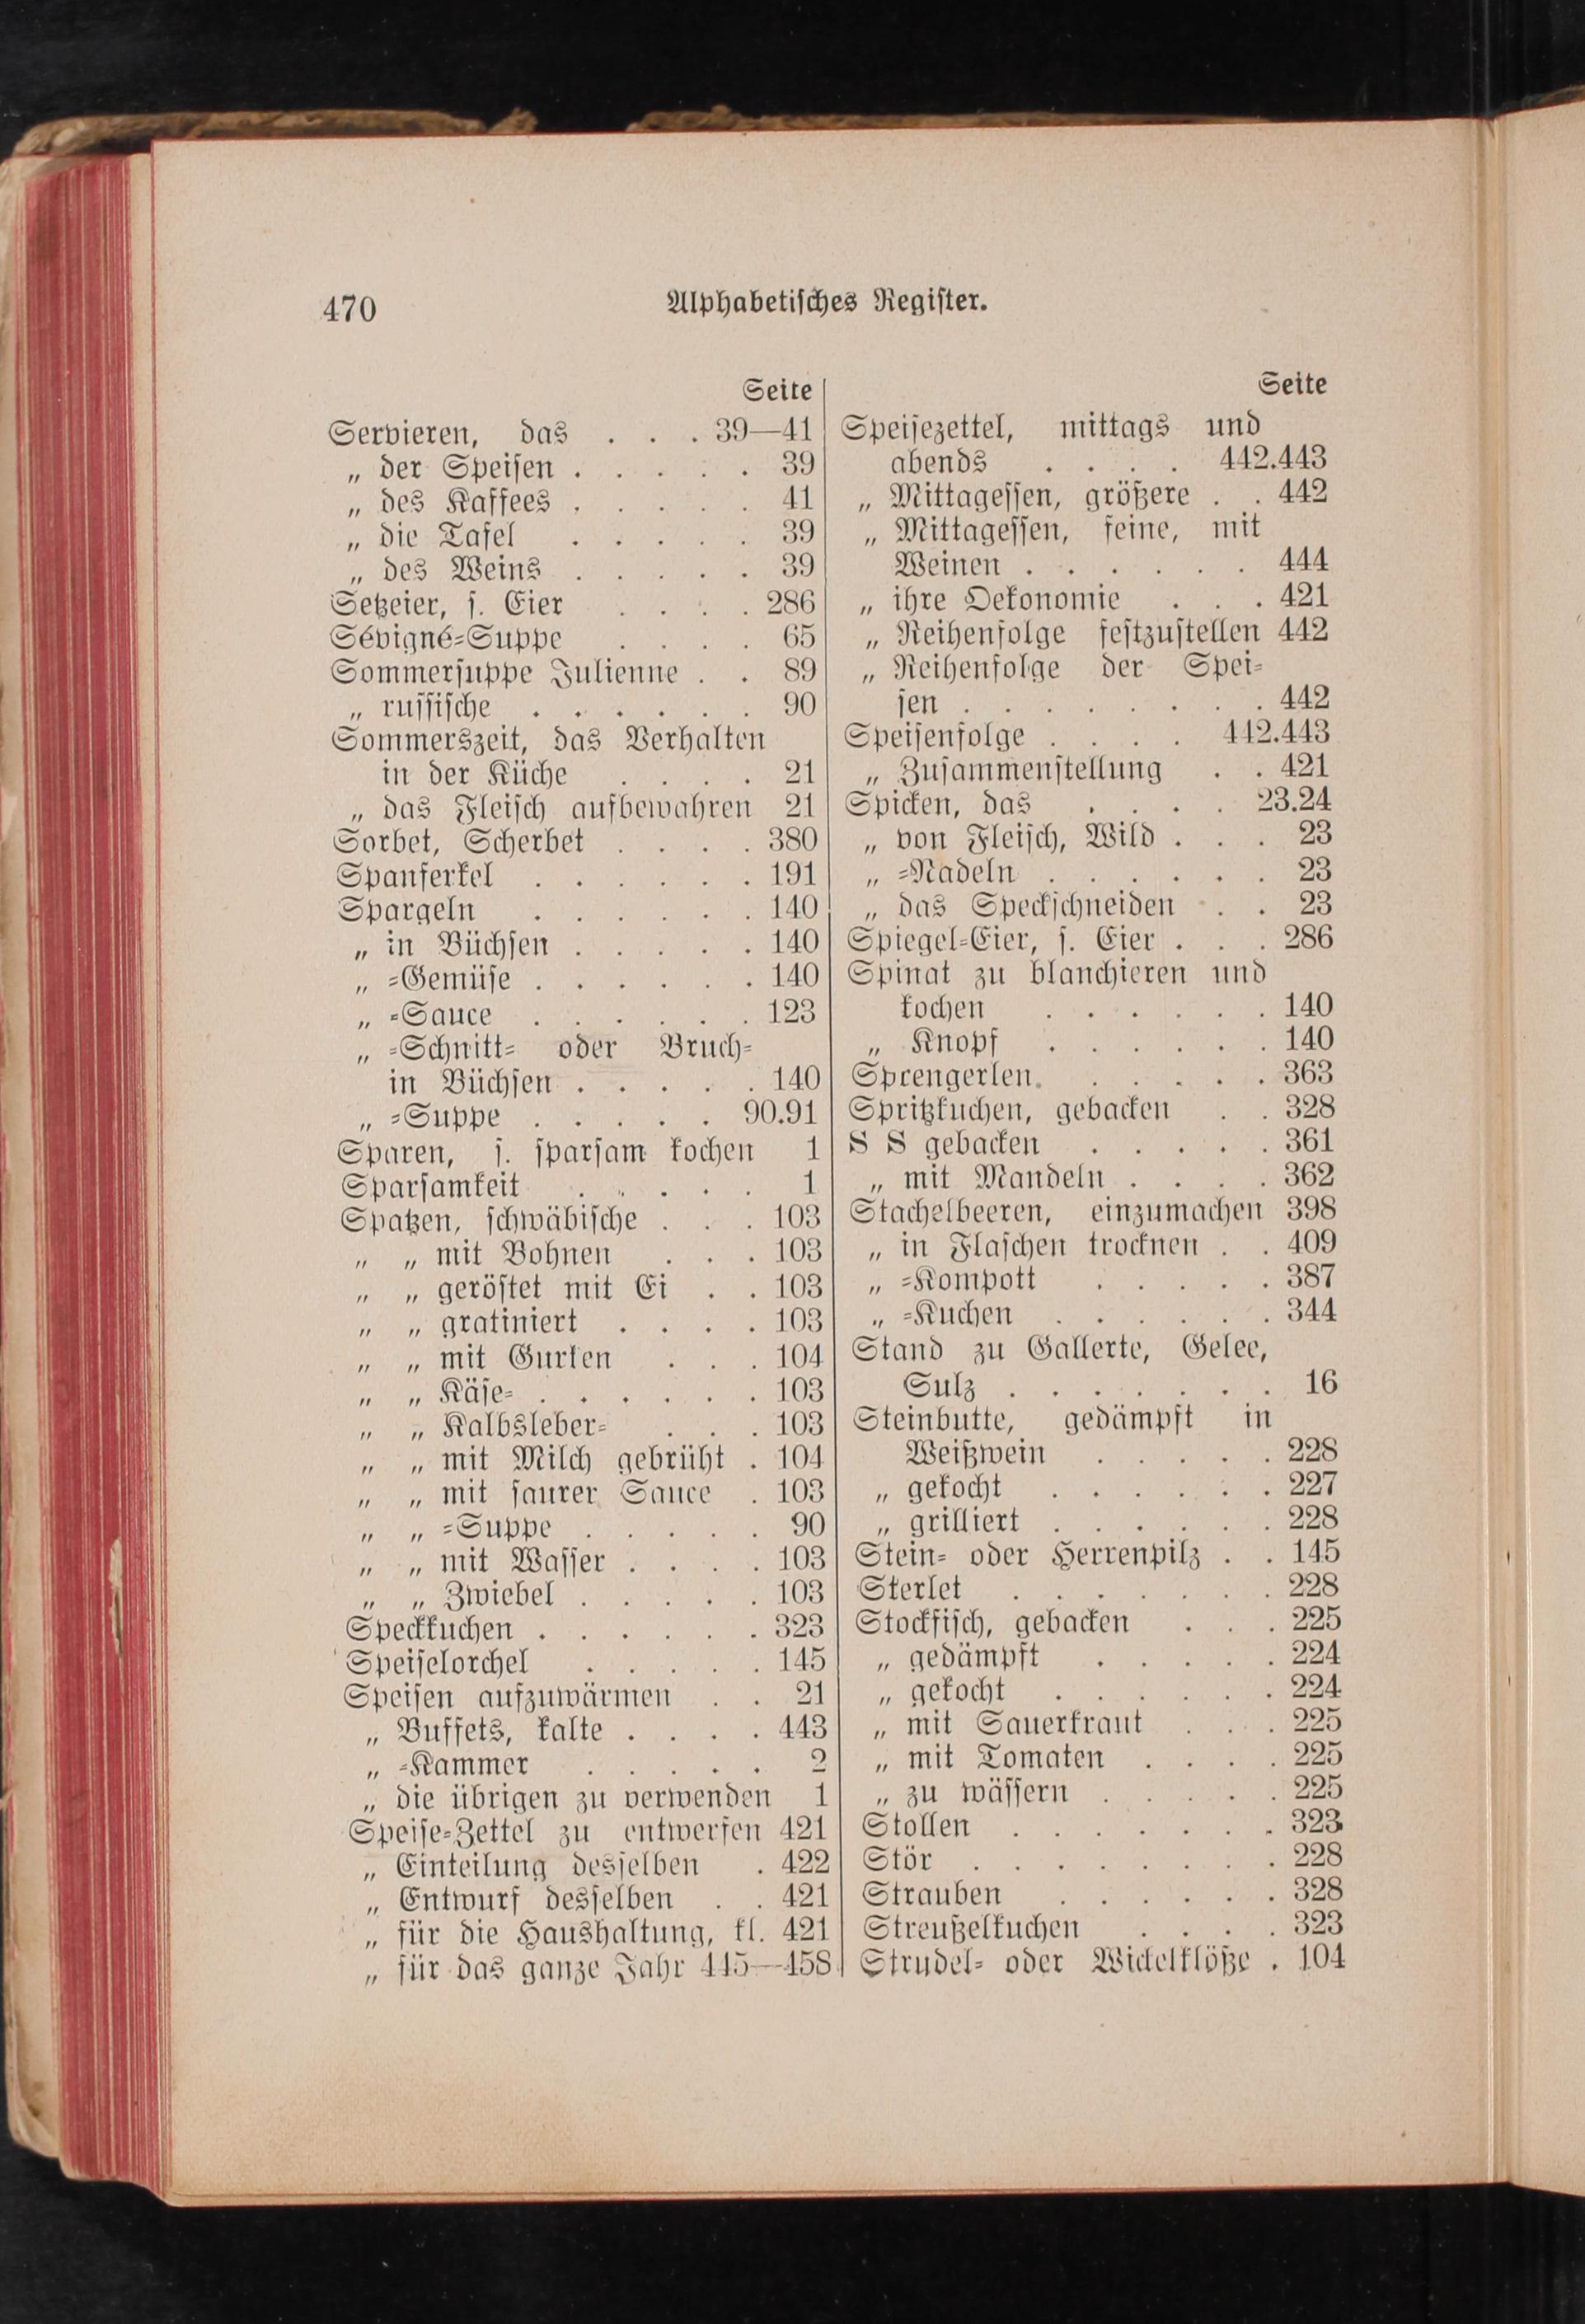 470
Alphabetisches Register.
Seite
Servieren, das . . . 39—41
„ der Speisen . . . . . 39
„ des Kaffees . . . . . 41
„ die Tafel . . . . . 39
„ des Weins . . . . . 39
Setzeier, s. Eier . . . . 286
Sévigné-Suppe . . . . 65
Sommersuppe Julienne . . 89
„ russische . . . . . . 90
Sommerszeit, das Verhalten
in der Küche . . . . 21
„ das Fleisch aufbewahren 21
Sorbet, Scherbet . . . . 380
Spanferkel . . . . . . 191
Spargeln . . . . . . 140
„ in Büchsen . . . . . 140
„ -Gemüse . . . . . . 140
„ -Sauce . . . . . . 123
„ -Schnitt- oder Bruch-
in Büchsen . . . . . 140
„ -Suppe . . . . . 90.91
Sparen, s. sparsam kochen 1
Sparsamkeit . . . . . 1
Spatzen, schwäbische . . . 103
„ „ mit Bohnen . . . 103
„ „ geröstet mit Ei . . 103
„ „ gratiniert . . . . 103
„ „ mit Gurken . . . 104
„ „ Käse- . . . . . . 103
„ „ Kalbsleber- . . . 103
„ „ mit Milch gebrüht . 104
„ „ mit saurer Sauce . 103
„ „ -Suppe . . . . . 90
„ „ mit Wasser . . . . 103
„ „ Zwiebel . . . . . 103
Speckkuchen . . . . . . 323
Speiselorchel . . . . . 145
Speisen aufzuwärmen . . 21
„ Buffets, kalte . . . . 443
„ -Kammer . . . . . 2
„ die übrigen zu verwenden 1
Speise-Zettel zu entwerfen 421
„ Einteilung desselben . 422
„ Entwurf desselben . . 421
„ für die Haushaltung, kl. 421
„ für das ganze Jahr 445—458
Seite
Speisezettel, mittags und
abends . . . . 442.443
„ Mittagessen, größere . . 442
„ Mittagessen, feine, mit
Weinen . . . . . . 444
„ ihre Oekonomie . . . 421
„ Reihenfolge festzustellen 442
„ Reihenfolge der Spei-
sen . . . . . . . . 442
Speisenfolge . . . . 442.443
„ Zusammenstellung . . 421
Spicken, das . . . . 23.24
„ von Fleisch, Wild . . . 23
„ -Nadeln . . . . . . 23
„ das Speckschneiden . . 23
Spiegel-Eier, s. Eier . . . 286
Spinat zu blanchieren und
kochen . . . . . . 140
„ Knopf . . . . . . 140
Sprengerlen . . . . . 363
Spritzkuchen, gebacken . . 328
S S gebacken . . . . . 361
„ mit Mandeln . . . . 362
Stachelbeeren, einzumachen 398
„ in Flaschen trocknen . . 409
„ -Kompott . . . . . 387
„ -Kuchen . . . . . . 344
Stand zu Gallerte, Gelee,
Sulz . . . . . . . 16
Steinbutte, gedämpft in
Weißwein . . . . . 228
„ gekocht . . . . . . 227
„ grilliert . . . . . . 228
Stein- oder Herrenpilz . . 145
Sterlet . . . . . . . 228
Stockfisch, gebacken . . . 225
„ gedämpft . . . . . 224
„ gekocht . . . . . . 224
„ mit Sauerkraut . . . 225
„ mit Tomaten . . . . 225
„ zu wässern . . . . . 225
Stollen . . . . . . . 323
Stör . . . . . . . . 228
Strauben . . . . . . 328
Streußelkuchen . . . . 323
Strudel- oder Wickelklöße . 104